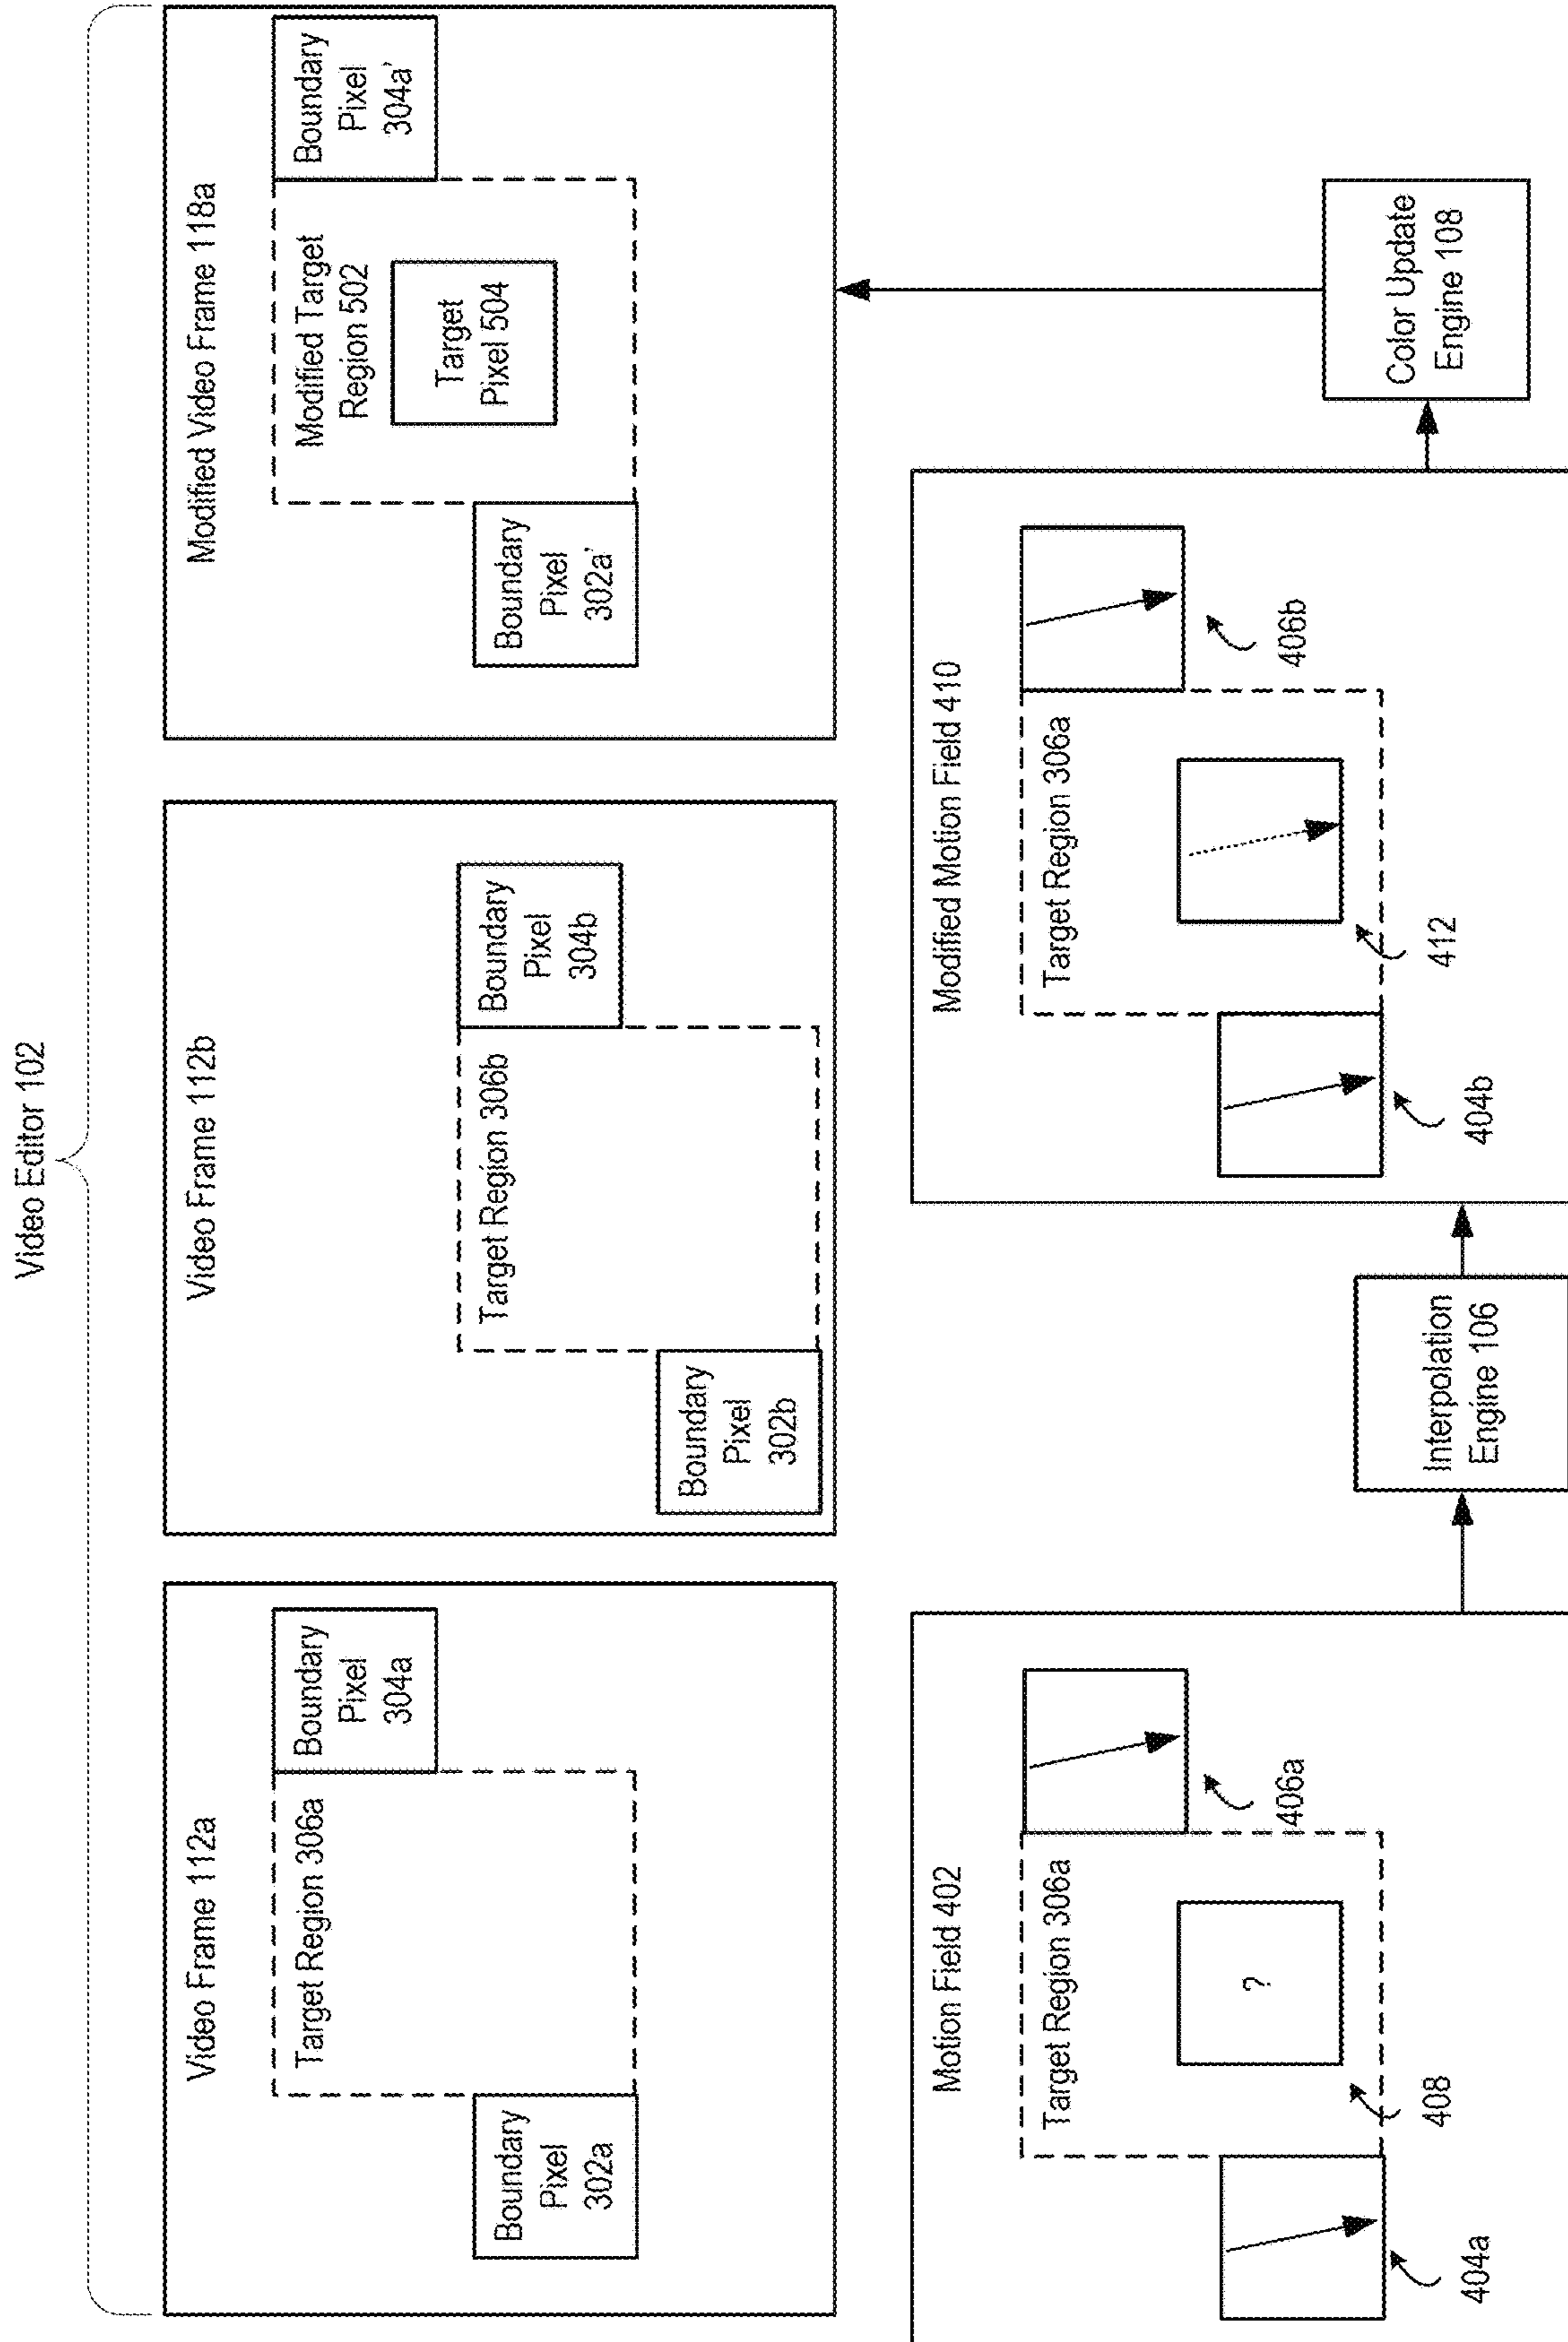 Video Editor 102
Video Frame 112a
Target Region 306a
Boundary
Pixel
304a
Boundary
Pixel
302a
Video Frame 112b
Target Region 306b
Boundary
Pixel
304b
Boundary
Pixel
302b
Modified Video Frame 118a
Modified Target
Region 502
Target
Pixel 504
Boundary
Pixel
304a'
Boundary
Pixel
302a'
Motion Field 402
Target Region 306a
?
404a
408
406a
Interpolation
Engine 106
Modified Motion Field 410
Target Region 306a
404b
412
406b
Color Update
Engine 108